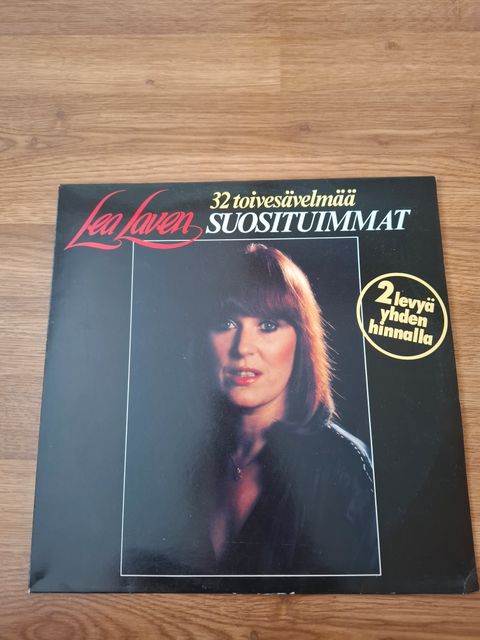 Lea Laven
32 toivesävelmää
SUOSITUIMMAT
2 levyä
yhden
hinnalla